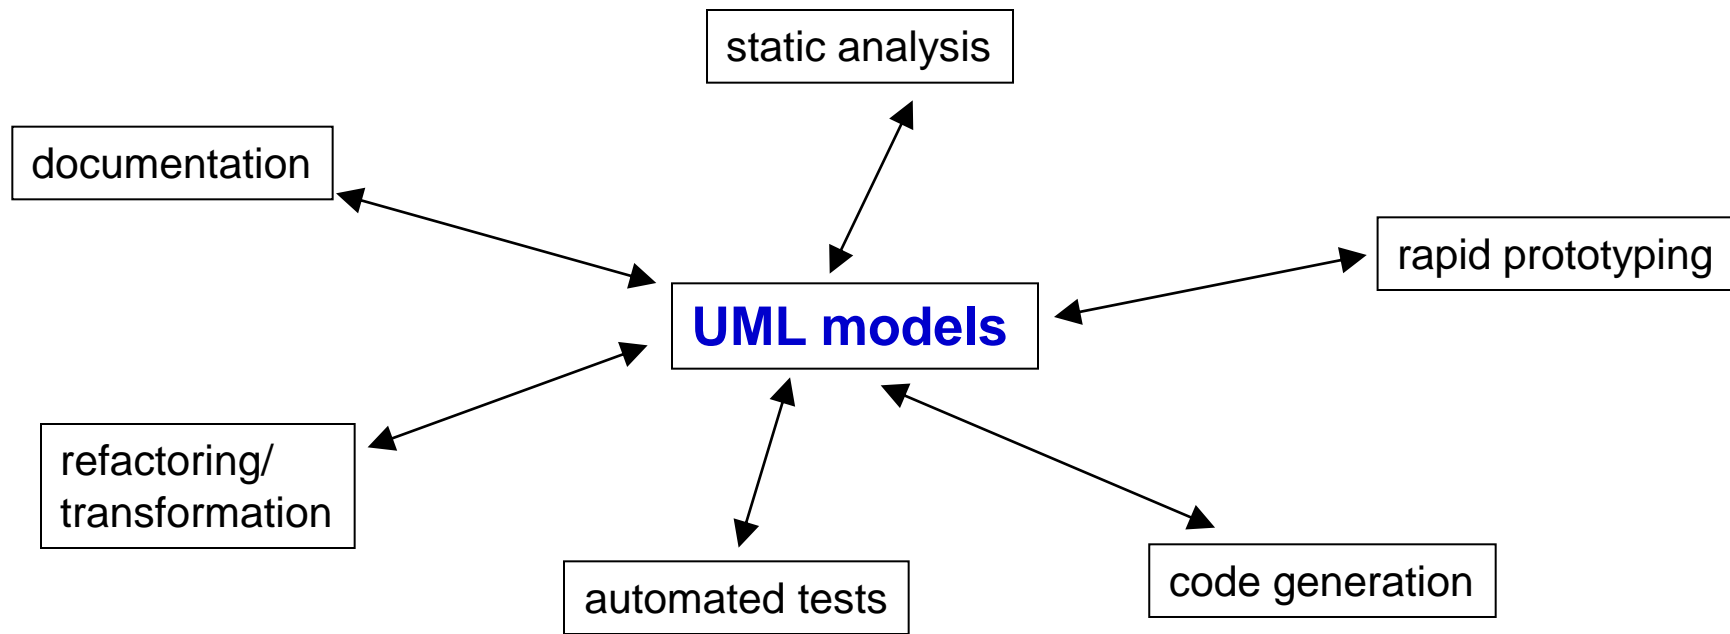 static analysis
documentation
rapid prototyping
UML models
refactoring/
transformation
automated tests
code generation